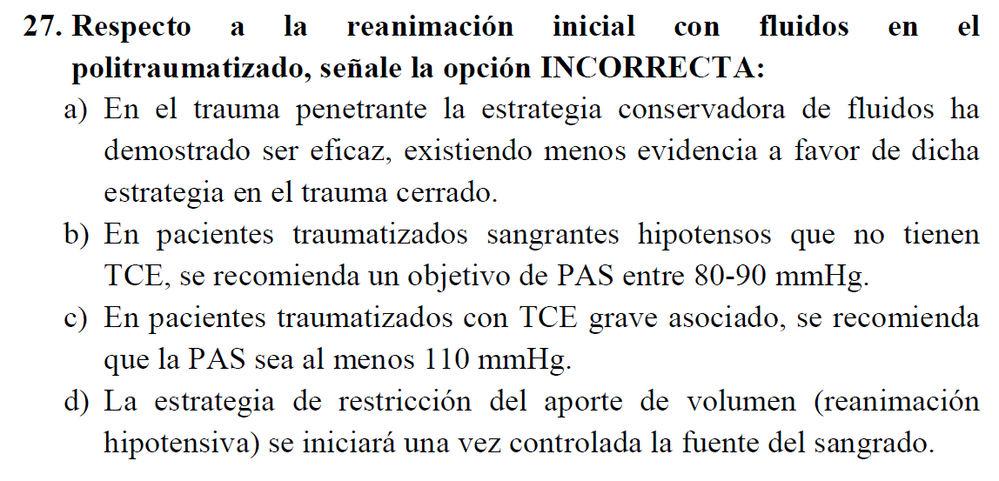 27. Respecto a la reanimación inicial con fluidos en el
politraumatizado, señale la opción INCORRECTA:
a) En el trauma penetrante la estrategia conservadora de fluidos ha
demostrado ser eficaz, existiendo menos evidencia a favor de dicha
estrategia en el trauma cerrado.
b) En pacientes traumatizados sangrantes hipotensos que no tienen
TCE, se recomienda un objetivo de PAS entre 80-90 mmHg.
c) En pacientes traumatizados con TCE grave asociado, se recomienda
que la PAS sea al menos 110 mmHg.
d) La estrategia de restricción del aporte de volumen (reanimación
hipotensiva) se iniciará una vez controlada la fuente del sangrado.